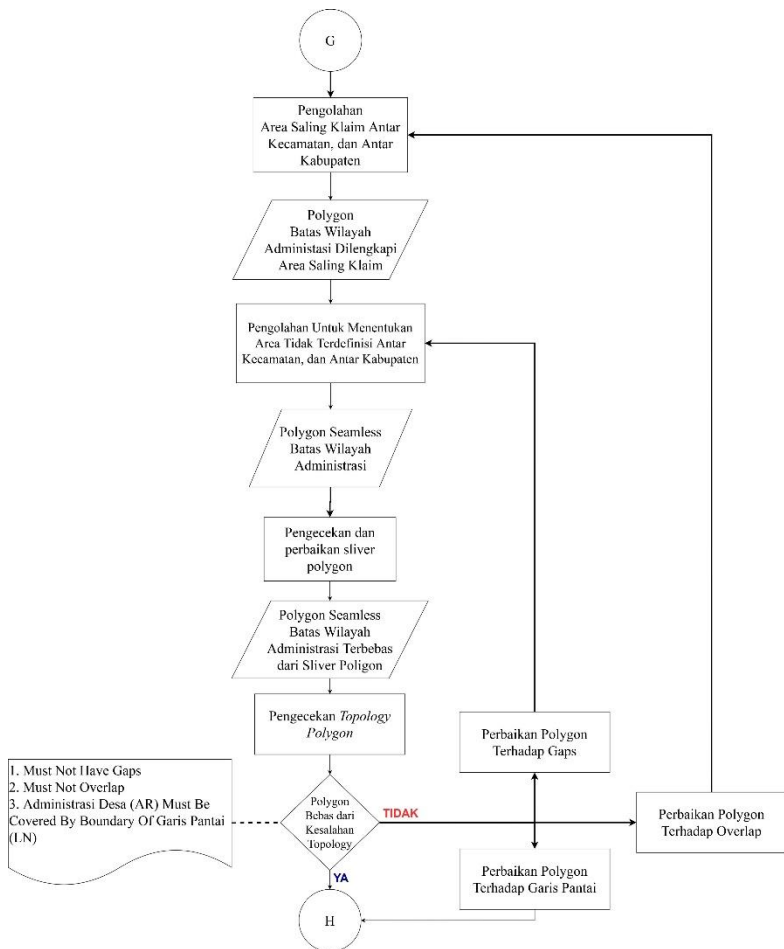 G
Pengolahan
Area Saling Klaim Antar
Kecamatan, dan Antar
Kabupaten
Polygon
Batas Wilayah
Administasi Dilengkapi
Area Saling Klaim
Pengolahan Untuk Menentukan
Area Tidak Terdefinisi Antar
Kecamatan, dan Antar Kabupaten
Polygon Seamless
Batas Wilayah
Administrasi
Pengecekan dan
perbaikan sliver
polygon
Polygon Seamless
Batas Wilayah
Administrasi Terbebas
dari Sliver Poligon
Pengecekan Topology
Polygon
Perbaikan Polygon
Terhadap Gaps
1. Must Not Have Gaps
2. Must Not Overlap
3. Administrasi Desa (AR) Must Be
Covered By Boundary Of Garis Pantai
(LN)
Polygon
Bebas dari
Kesalahan
Topology
TIDAK
Perbaikan Polygon
Terhadap Overlap
Perbaikan Polygon
Terhadap Garis Pantai
YA
H